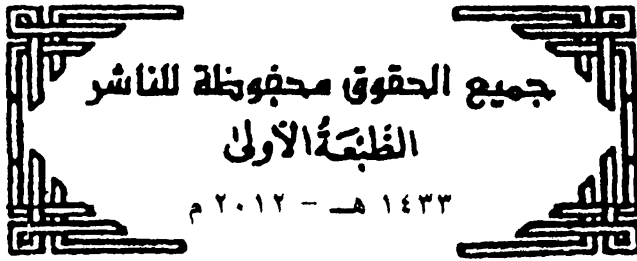 جميع الحقوق محفوظة للناشر
الطَّبْعَةُ الأولىٰ
١٤٣٣ هـ - ٢٠١٢ م